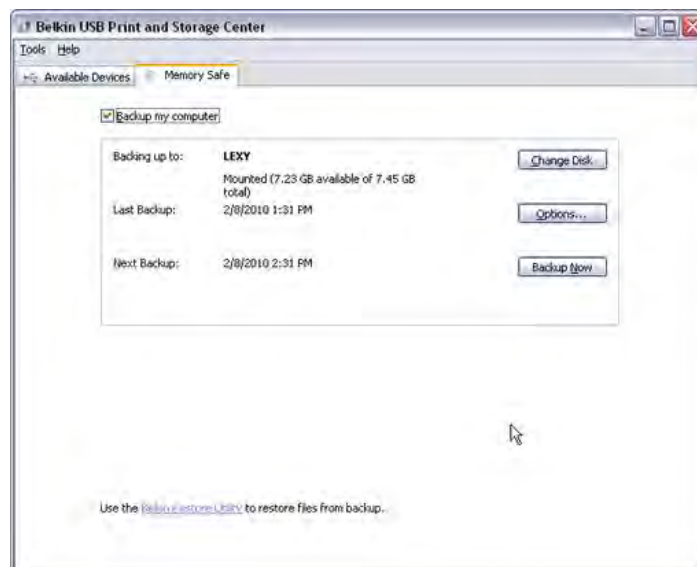 Belkin USB Print and Storage Center
Tools Help
Available Devices Memory Safe
Backup my computer
Backing up to: LEXY Change Disk
Mounted (7.23 GB available of 7.45 GB
total)
Last Backup: 2/8/2010 1:31 PM Options...
Next Backup: 2/8/2010 2:31 PM Backup Now
Use the Belkin Restore Utility to restore files from backup.